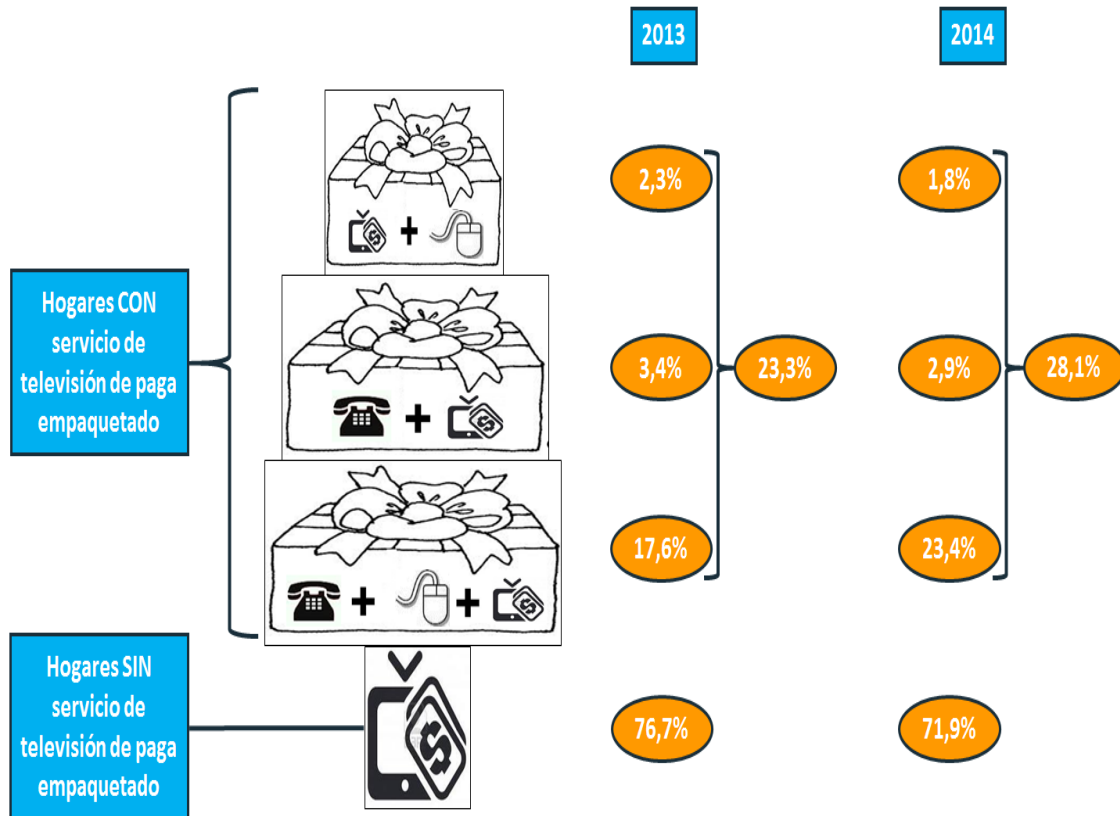 2013
2014
2,3%
1,8%
Hogares CON
servicio de
televisión de paga
empaquetado
3,4%
23,3%
2,9%
28,1%
17,6%
23,4%
Hogares SIN
servicio de
televisión de paga
empaquetado
76,7%
71,9%